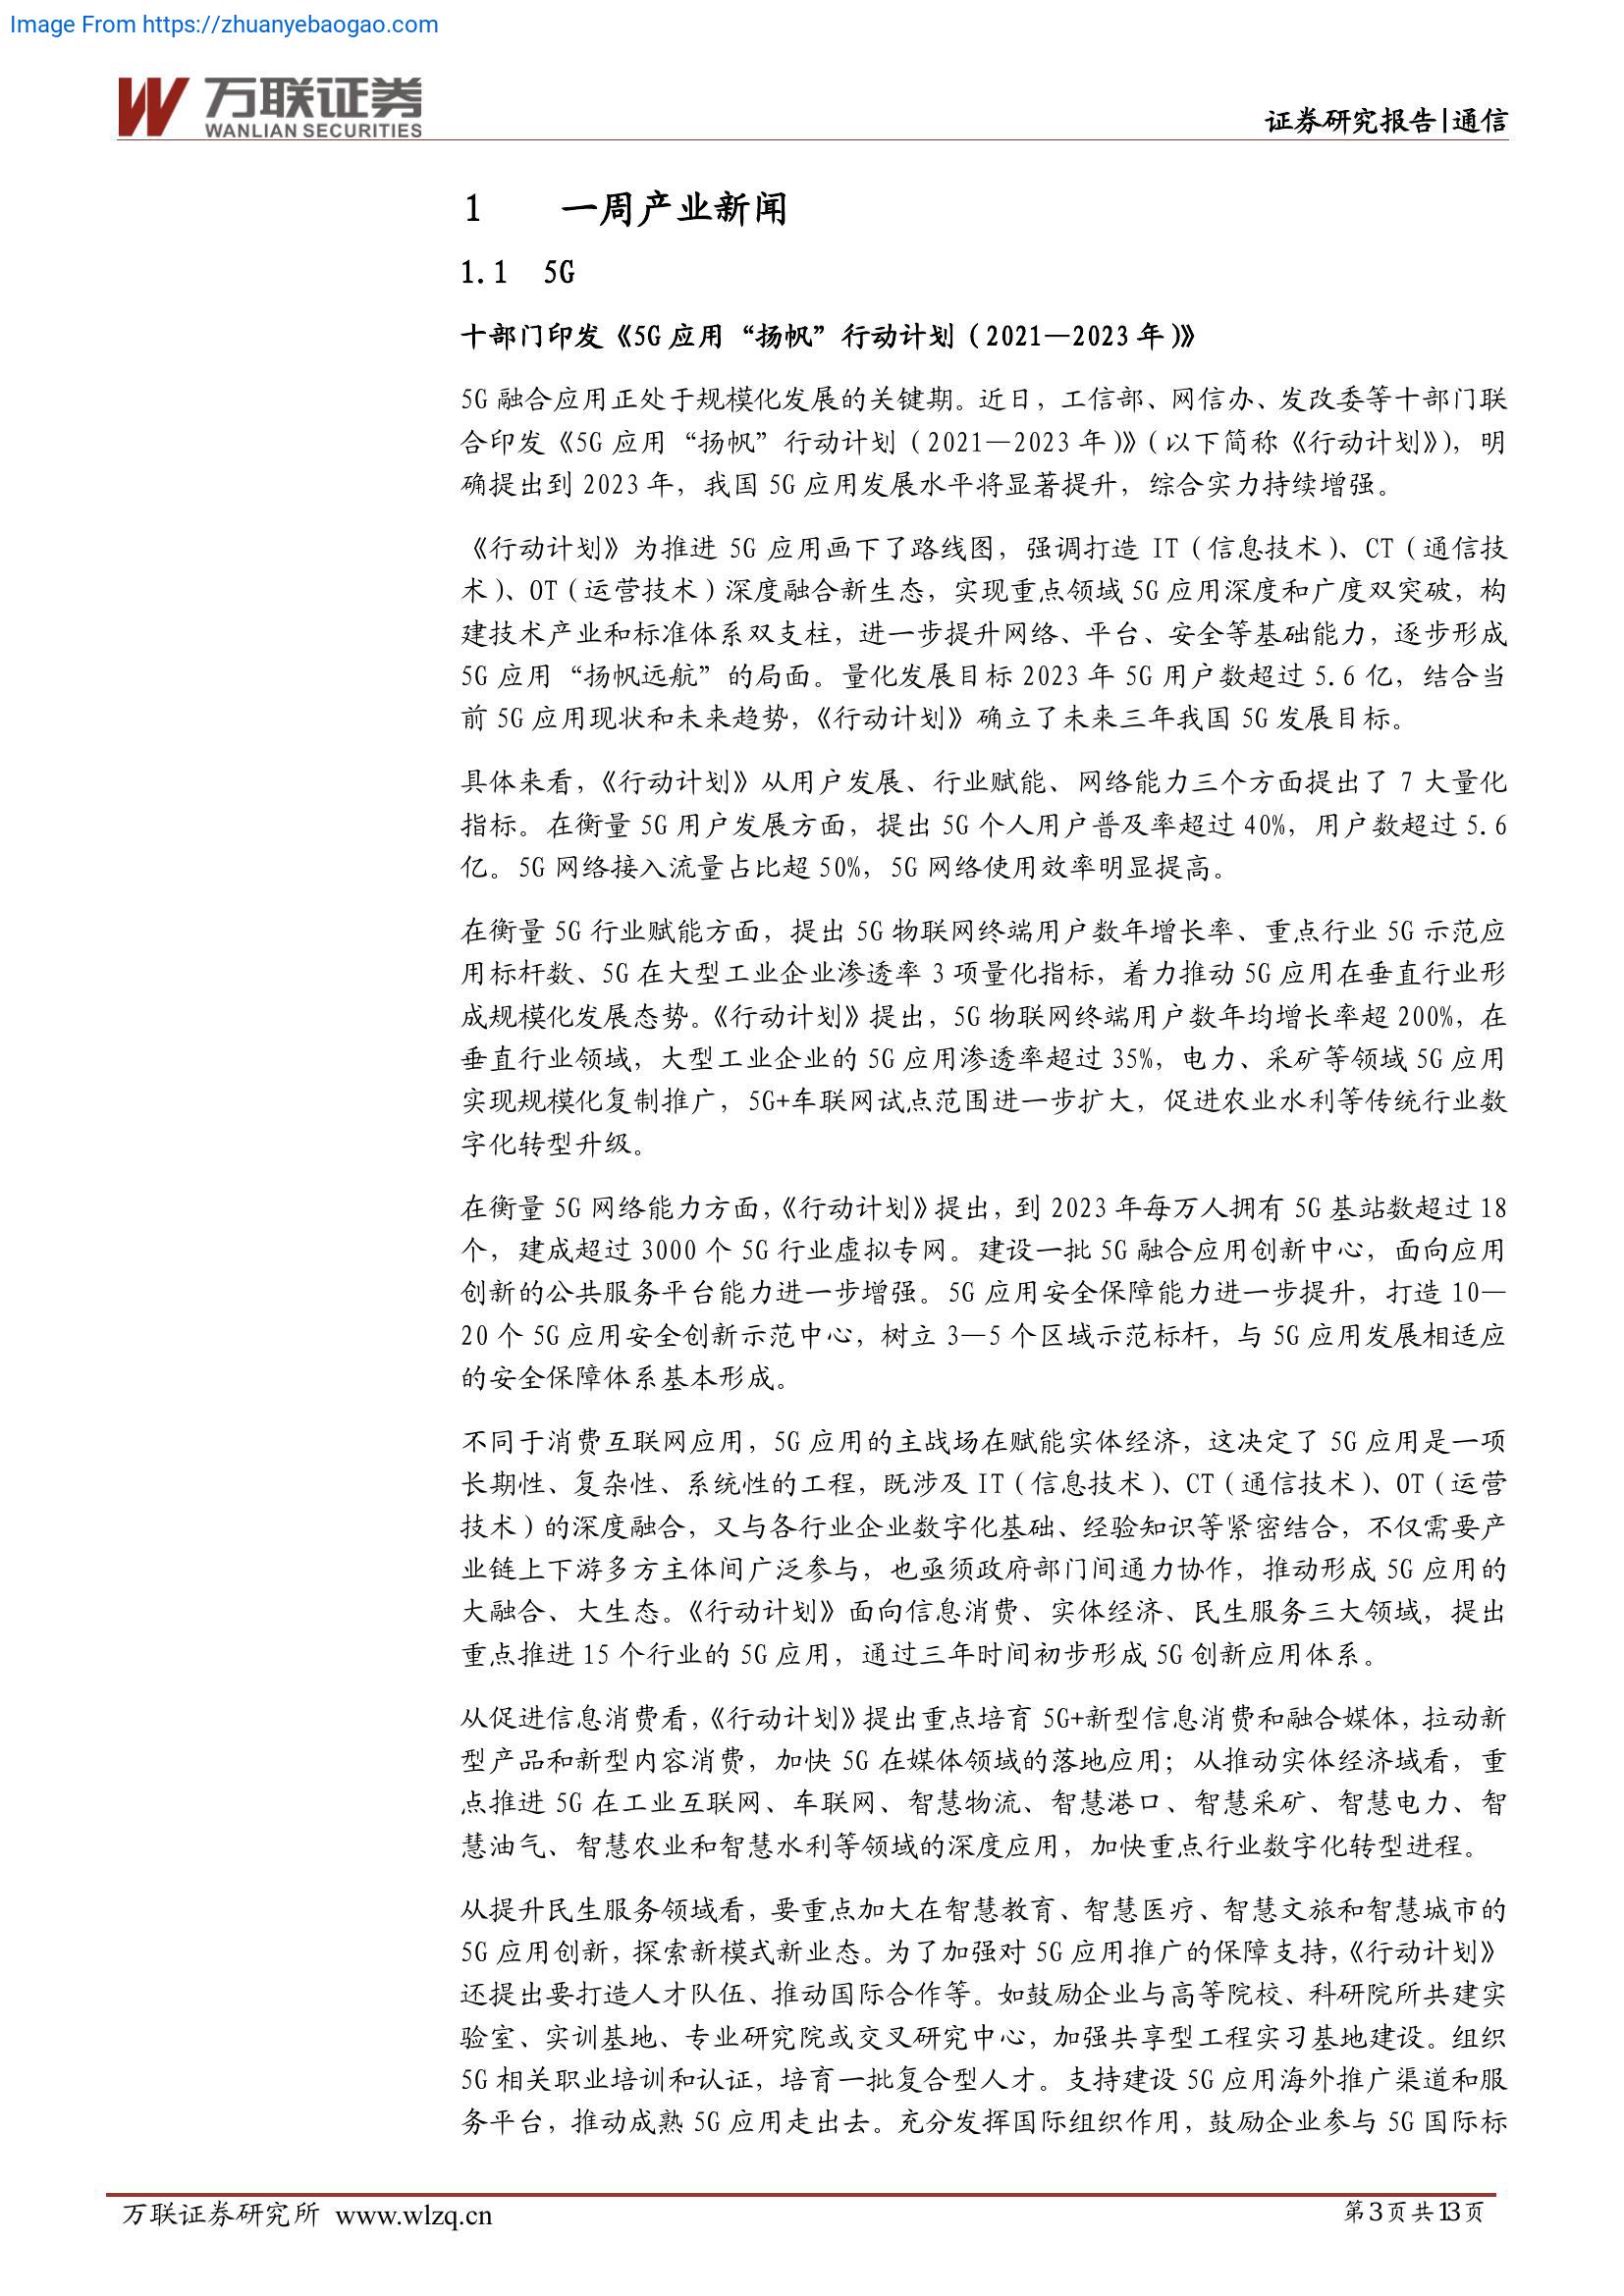 Image From https://zhuanyebaogao.com
万联证券
WANLIAN SECURITIES
证券研究报告|通信
1 一周产业新闻
1.1 5G
十部门印发《5G 应用“扬帆”行动计划（2021—2023 年）》
5G 融合应用正处于规模化发展的关键期。近日，工信部、网信办、发改委等十部门联
合印发《5G 应用“扬帆”行动计划（2021—2023 年）》（以下简称《行动计划》），明
确提出到 2023 年，我国 5G 应用发展水平将显著提升，综合实力持续增强。
《行动计划》为推进 5G 应用画下了路线图，强调打造 IT（信息技术）、CT（通信技
术）、OT（运营技术）深度融合新生态，实现重点领域 5G 应用深度和广度双突破，构
建技术产业和标准体系双支柱，进一步提升网络、平台、安全等基础能力，逐步形成
5G 应用“扬帆远航”的局面。量化发展目标 2023 年 5G 用户数超过 5.6 亿，结合当
前 5G 应用现状和未来趋势，《行动计划》确立了未来三年我国 5G 发展目标。
具体来看，《行动计划》从用户发展、行业赋能、网络能力三个方面提出了 7 大量化
指标。在衡量 5G 用户发展方面，提出 5G 个人用户普及率超过 40%，用户数超过 5.6
亿。5G 网络接入流量占比超 50%，5G 网络使用效率明显提高。
在衡量 5G 行业赋能方面，提出 5G 物联网终端用户数年增长率、重点行业 5G 示范应
用标杆数、5G 在大型工业企业渗透率 3 项量化指标，着力推动 5G 应用在垂直行业形
成规模化发展态势。《行动计划》提出，5G 物联网终端用户数年均增长率超 200%，在
垂直行业领域，大型工业企业的 5G 应用渗透率超过 35%，电力、采矿等领域 5G 应用
实现规模化复制推广，5G+车联网试点范围进一步扩大，促进农业水利等传统行业数
字化转型升级。
在衡量 5G 网络能力方面，《行动计划》提出，到 2023 年每万人拥有 5G 基站数超过 18
个，建成超过 3000 个 5G 行业虚拟专网。建设一批 5G 融合应用创新中心，面向应用
创新的公共服务平台能力进一步增强。5G 应用安全保障能力进一步提升，打造 10—
20 个 5G 应用安全创新示范中心，树立 3—5 个区域示范标杆，与 5G 应用发展相适应
的安全保障体系基本形成。
不同于消费互联网应用，5G 应用的主战场在赋能实体经济，这决定了 5G 应用是一项
长期性、复杂性、系统性的工程，既涉及 IT（信息技术）、CT（通信技术）、OT（运营
技术）的深度融合，又与各行业企业数字化基础、经验知识等紧密结合，不仅需要产
业链上下游多方主体间广泛参与，也亟须政府部门间通力协作，推动形成 5G 应用的
大融合、大生态。《行动计划》面向信息消费、实体经济、民生服务三大领域，提出
重点推进 15 个行业的 5G 应用，通过三年时间初步形成 5G 创新应用体系。
从促进信息消费看，《行动计划》提出重点培育 5G+新型信息消费和融合媒体，拉动新
型产品和新型内容消费，加快 5G 在媒体领域的落地应用；从推动实体经济域看，重
点推进 5G 在工业互联网、车联网、智慧物流、智慧港口、智慧采矿、智慧电力、智
慧油气、智慧农业和智慧水利等领域的深度应用，加快重点行业数字化转型进程。
从提升民生服务领域看，要重点加大在智慧教育、智慧医疗、智慧文旅和智慧城市的
5G 应用创新，探索新模式新业态。为了加强对 5G 应用推广的保障支持，《行动计划》
还提出要打造人才队伍、推动国际合作等。如鼓励企业与高等院校、科研院所共建实
验室、实训基地、专业研究院或交叉研究中心，加强共享型工程实习基地建设。组织
5G 相关职业培训和认证，培育一批复合型人才。支持建设 5G 应用海外推广渠道和服
务平台，推动成熟 5G 应用走出去。充分发挥国际组织作用，鼓励企业参与 5G 国际标
万联证券研究所 www.wlzq.cn
第 3 页 共 13 页